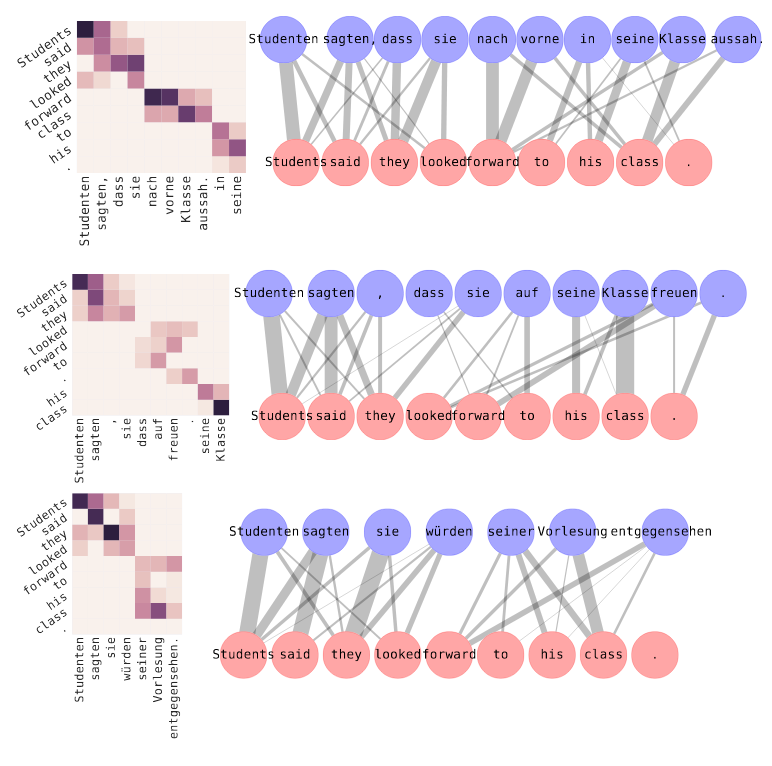 Students
said
they
looked
forward
class
to
his
.
Studenten
sagten,
dass
sie
nach
vorne
Klasse
aussah.
in
seine
Studenten sagten, dass sie nach vorne in seine Klasse aussah.
Students said they looked forward to his class .
Students
said
they
looked
forward
to
.
his
class
Studenten
sagten
,
sie
dass
auf
freuen
.
seine
Klasse
Studenten sagten , dass sie auf seine Klasse freuen .
Students said they looked forward to his class .
Students
said
they
looked
forward
to
his
class
.
Studenten
sagten
sie
würden
seiner
Vorlesung
entgegensehen.
Studenten sagten sie würden seiner Vorlesung entgegensehen
Students said they looked forward to his class .